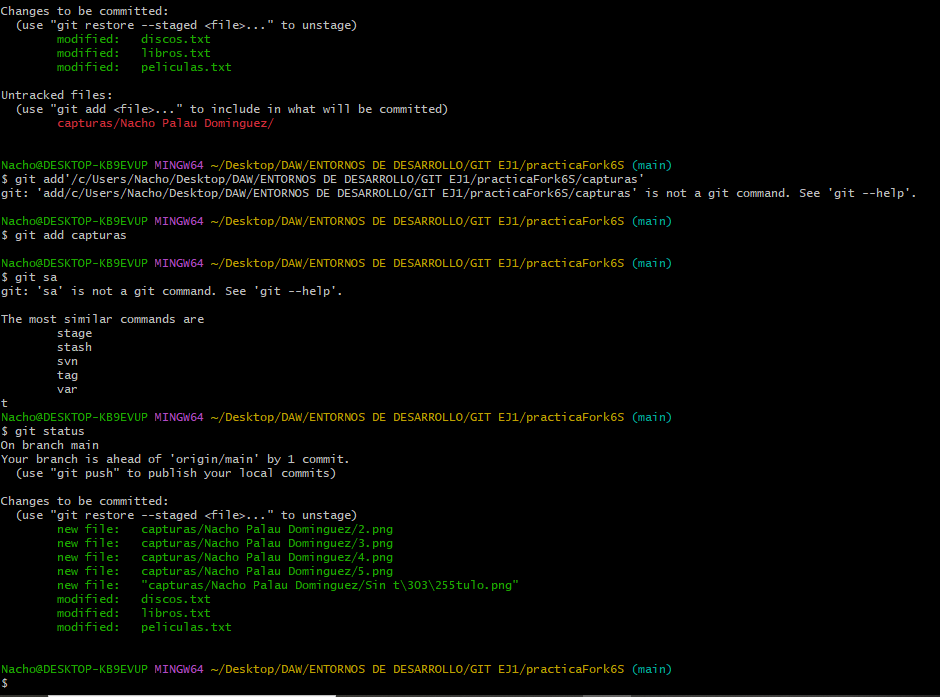 Changes to be committed:
  (use "git restore --staged <file>..." to unstage)
        modified:   discos.txt
        modified:   libros.txt
        modified:   peliculas.txt

Untracked files:
  (use "git add <file>..." to include in what will be committed)
        capturas/Nacho Palau Dominguez/

Nacho@DESKTOP-KB9EVUP MINGW64 ~/Desktop/DAW/ENTORNOS DE DESARROLLO/GIT EJ1/practicaFork6S (main)
$ git add'/c/Users/Nacho/Desktop/DAW/ENTORNOS DE DESARROLLO/GIT EJ1/practicaFork6S/capturas'
git: 'add/c/Users/Nacho/Desktop/DAW/ENTORNOS DE DESARROLLO/GIT EJ1/practicaFork6S/capturas' is not a git command. See 'git --help'.

Nacho@DESKTOP-KB9EVUP MINGW64 ~/Desktop/DAW/ENTORNOS DE DESARROLLO/GIT EJ1/practicaFork6S (main)
$ git add capturas

Nacho@DESKTOP-KB9EVUP MINGW64 ~/Desktop/DAW/ENTORNOS DE DESARROLLO/GIT EJ1/practicaFork6S (main)
$ git sa
git: 'sa' is not a git command. See 'git --help'.

The most similar commands are
        stage
        stash
        svn
        tag
        var
t
Nacho@DESKTOP-KB9EVUP MINGW64 ~/Desktop/DAW/ENTORNOS DE DESARROLLO/GIT EJ1/practicaFork6S (main)
$ git status
On branch main
Your branch is ahead of 'origin/main' by 1 commit.
  (use "git push" to publish your local commits)

Changes to be committed:
  (use "git restore --staged <file>..." to unstage)
        new file:   capturas/Nacho Palau Dominguez/2.png
        new file:   capturas/Nacho Palau Dominguez/3.png
        new file:   capturas/Nacho Palau Dominguez/4.png
        new file:   capturas/Nacho Palau Dominguez/5.png
        new file:   "capturas/Nacho Palau Dominguez/Sin t\303\255tulo.png"
        modified:   discos.txt
        modified:   libros.txt
        modified:   peliculas.txt

Nacho@DESKTOP-KB9EVUP MINGW64 ~/Desktop/DAW/ENTORNOS DE DESARROLLO/GIT EJ1/practicaFork6S (main)
$